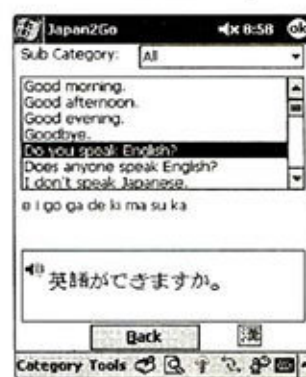 Japan2Go 8:58 ok
Sub Category: All
Good morning.
Good afternoon.
Good evening.
Goodbye.
Do you speak English?
Does anyone speak English?
I don't speak Japanese.
e i go ga de ki ma su ka
英語ができますか。
Back 漢
Category Tools